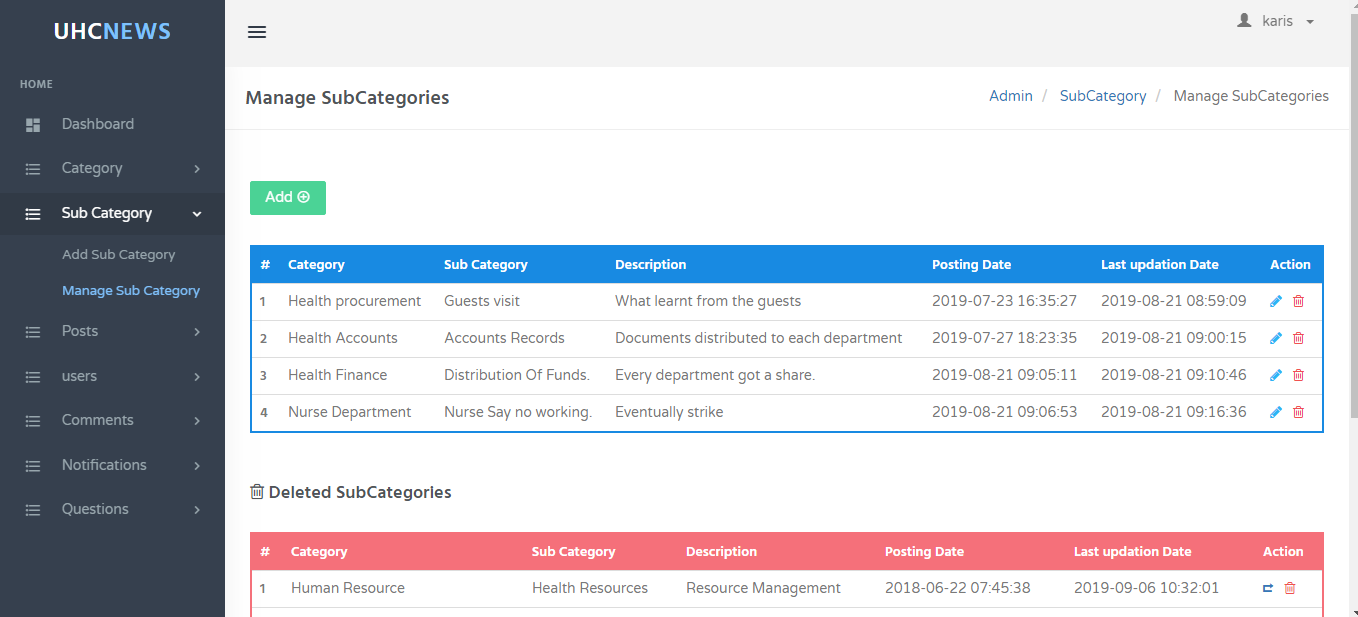 UHCNEWS
karis
HOME
Dashboard
Category
Sub Category
Add Sub Category
Manage Sub Category
Posts
users
Comments
Notifications
Questions
Manage SubCategories
Admin / SubCategory / Manage SubCategories
Add
# Category Sub Category Description Posting Date Last updation Date Action
1 Health procurement Guests visit What learnt from the guests 2019-07-23 16:35:27 2019-08-21 08:59:09
2 Health Accounts Accounts Records Documents distributed to each department 2019-07-27 18:23:35 2019-08-21 09:00:15
3 Health Finance Distribution Of Funds. Every department got a share. 2019-08-21 09:05:11 2019-08-21 09:10:46
4 Nurse Department Nurse Say no working. Eventually strike 2019-08-21 09:06:53 2019-08-21 09:16:36
Deleted SubCategories
# Category Sub Category Description Posting Date Last updation Date Action
1 Human Resource Health Resources Resource Management 2018-06-22 07:45:38 2019-09-06 10:32:01